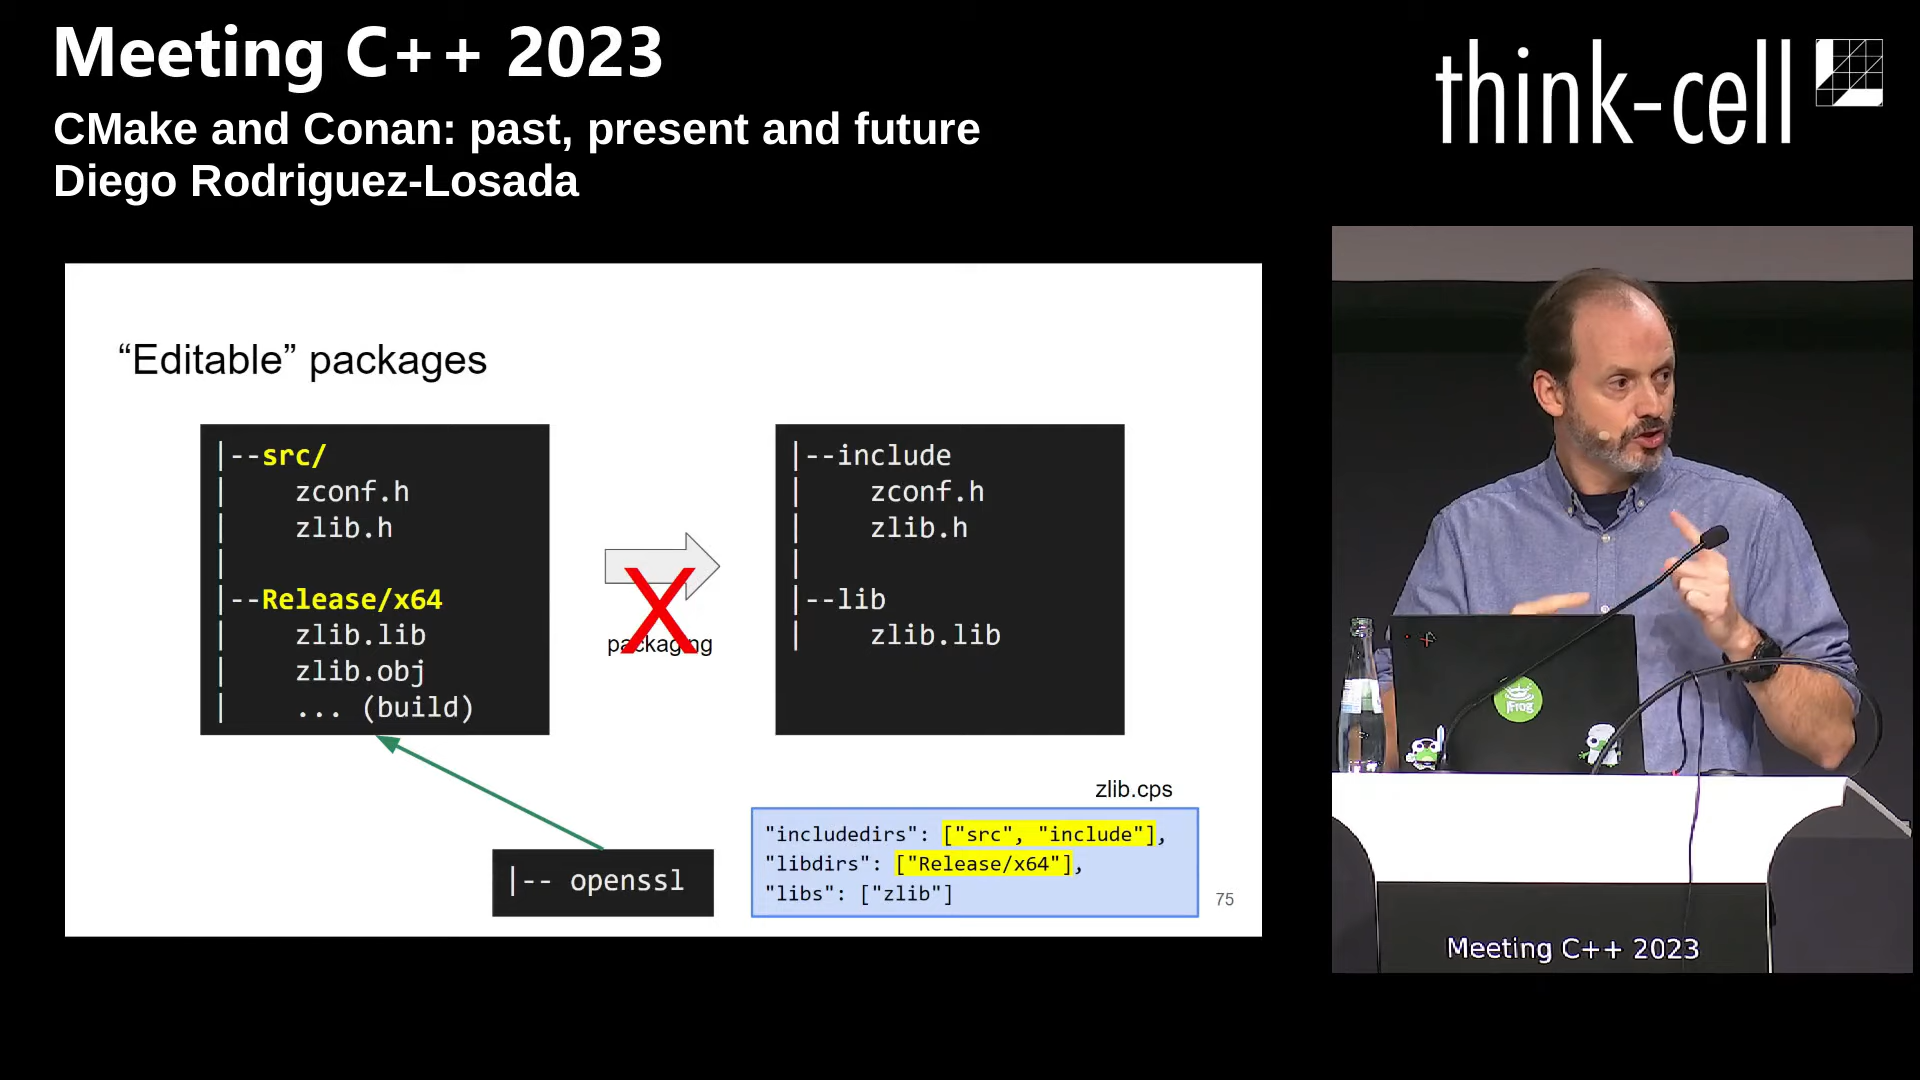 Meeting C++ 2023
CMake and Conan: past, present and future
Diego Rodriguez-Losada
think-cell
“Editable” packages
|--src/
| zconf.h
| zlib.h
|
|--Release/x64
| zlib.lib
| zlib.obj
| ... (build)
X
packaging
|--include
| zconf.h
| zlib.h
|
|--lib
| zlib.lib
|-- openssl
zlib.cps
"includedirs": ["src", "include"],
"libdirs": ["Release/x64"],
"libs": ["zlib"]
75
jFrog
Meeting C++ 2023